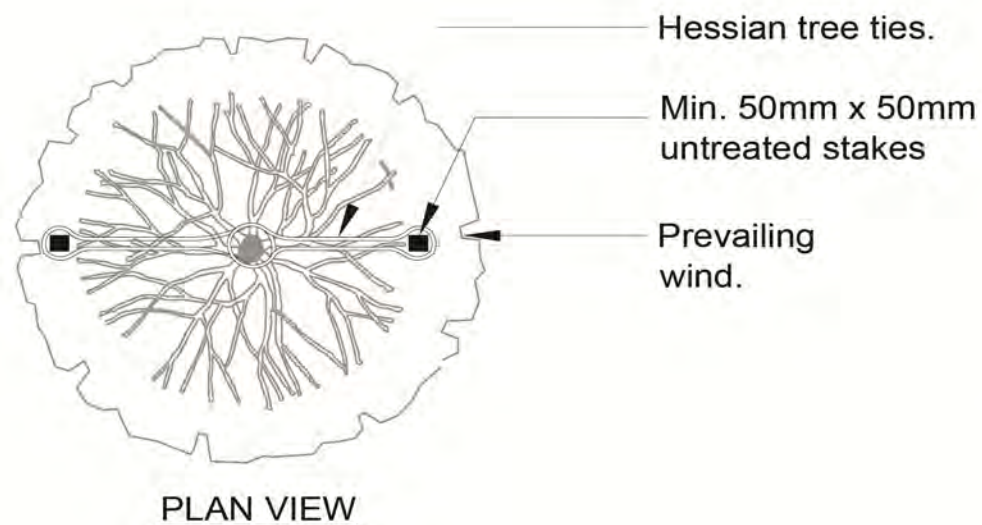 Hessian tree ties.
Min. 50mm x 50mm
untreated stakes
Prevailing
wind.
PLAN VIEW